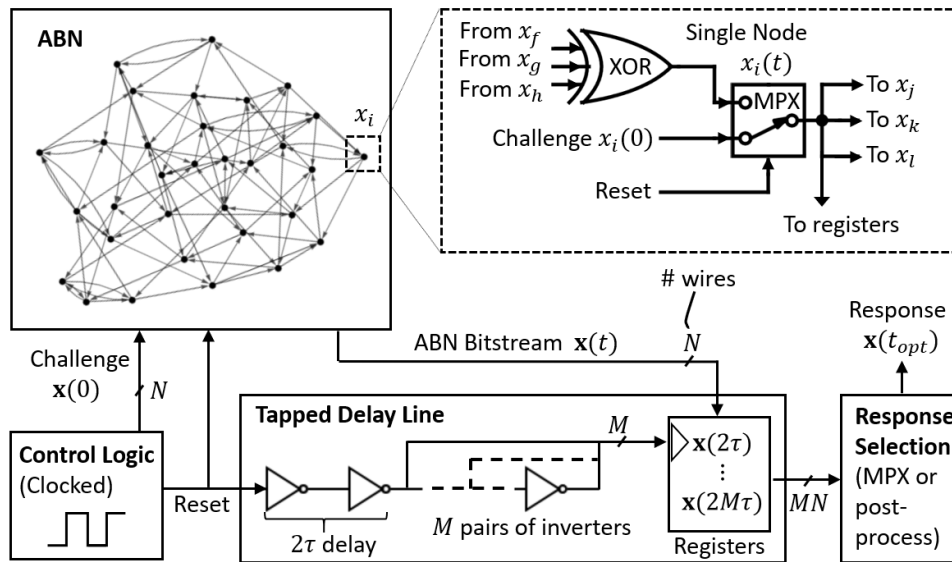 ABN
x_i
From x_f
From x_g
From x_h
XOR
Single Node
x_i(t)
MPX
To x_j
To x_k
To x_l
Challenge x_i(0)
Reset
To registers
# wires
N
ABN Bitstream x(t)
Response
x(t_opt)
Challenge
x(0)
N
Control Logic
(Clocked)
Reset
Tapped Delay Line
2τ delay
M pairs of inverters
M
x(2τ)
⋮
x(2Mτ)
Registers
MN
Response
Selection
(MPX or
post-
process)